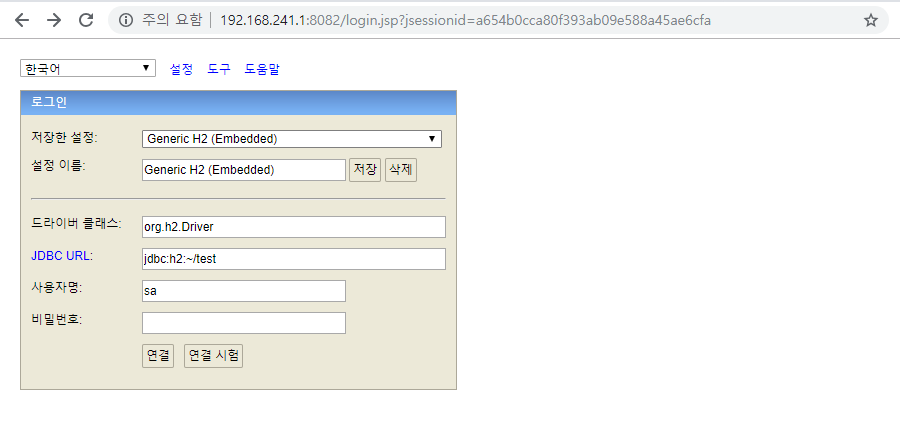 주의 요함 192.168.241.1:8082/login.jsp?jsessionid=a654b0cca80f393ab09e588a45ae6cfa
한국어 설정 도구 도움말
로그인
저장한 설정: Generic H2 (Embedded)
설정 이름: Generic H2 (Embedded) 저장 삭제
드라이버 클래스: org.h2.Driver
JDBC URL: jdbc:h2:~/test
사용자명: sa
비밀번호:
연결 연결 시험